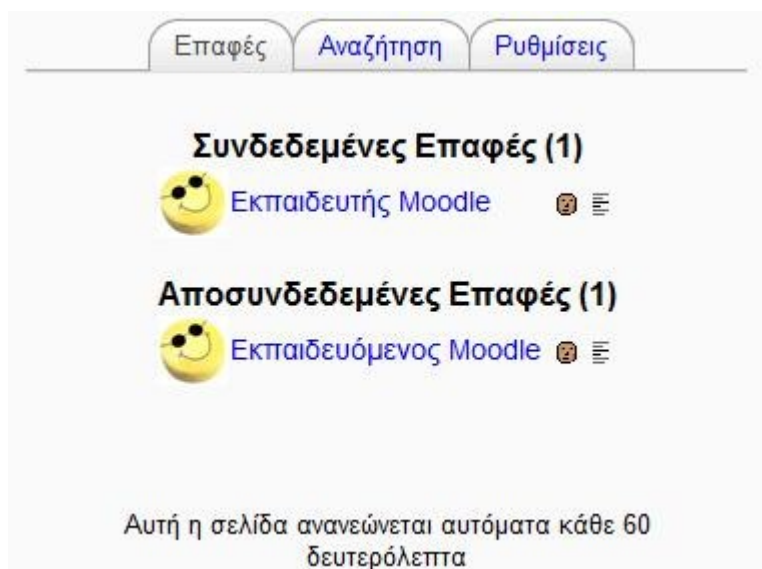 Επαφές Αναζήτηση Ρυθμίσεις
Συνδεδεμένες Επαφές (1)
Εκπαιδευτής Moodle
Αποσυνδεδεμένες Επαφές (1)
Εκπαιδευόμενος Moodle
Αυτή η σελίδα ανανεώνεται αυτόματα κάθε 60
δευτερόλεπτα